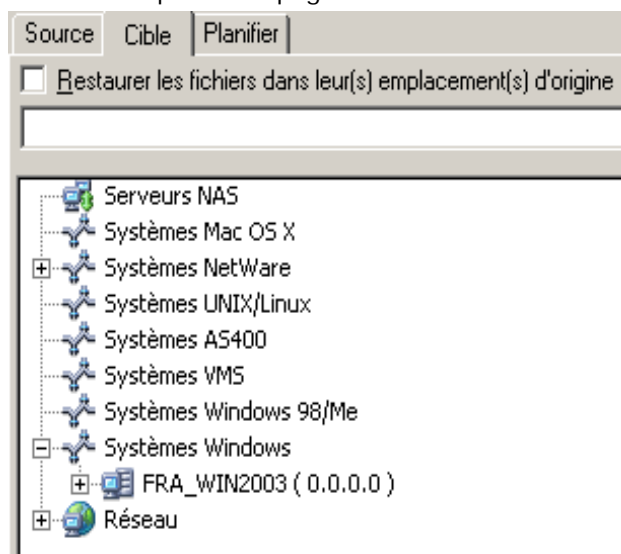 Source Cible Planifier
Restaurer les fichiers dans leur(s) emplacement(s) d'origine
Serveurs NAS
Systèmes Mac OS X
Systèmes NetWare
Systèmes UNIX/Linux
Systèmes AS400
Systèmes VMS
Systèmes Windows 98/Me
Systèmes Windows
FRA_WIN2003 ( 0.0.0.0 )
Réseau